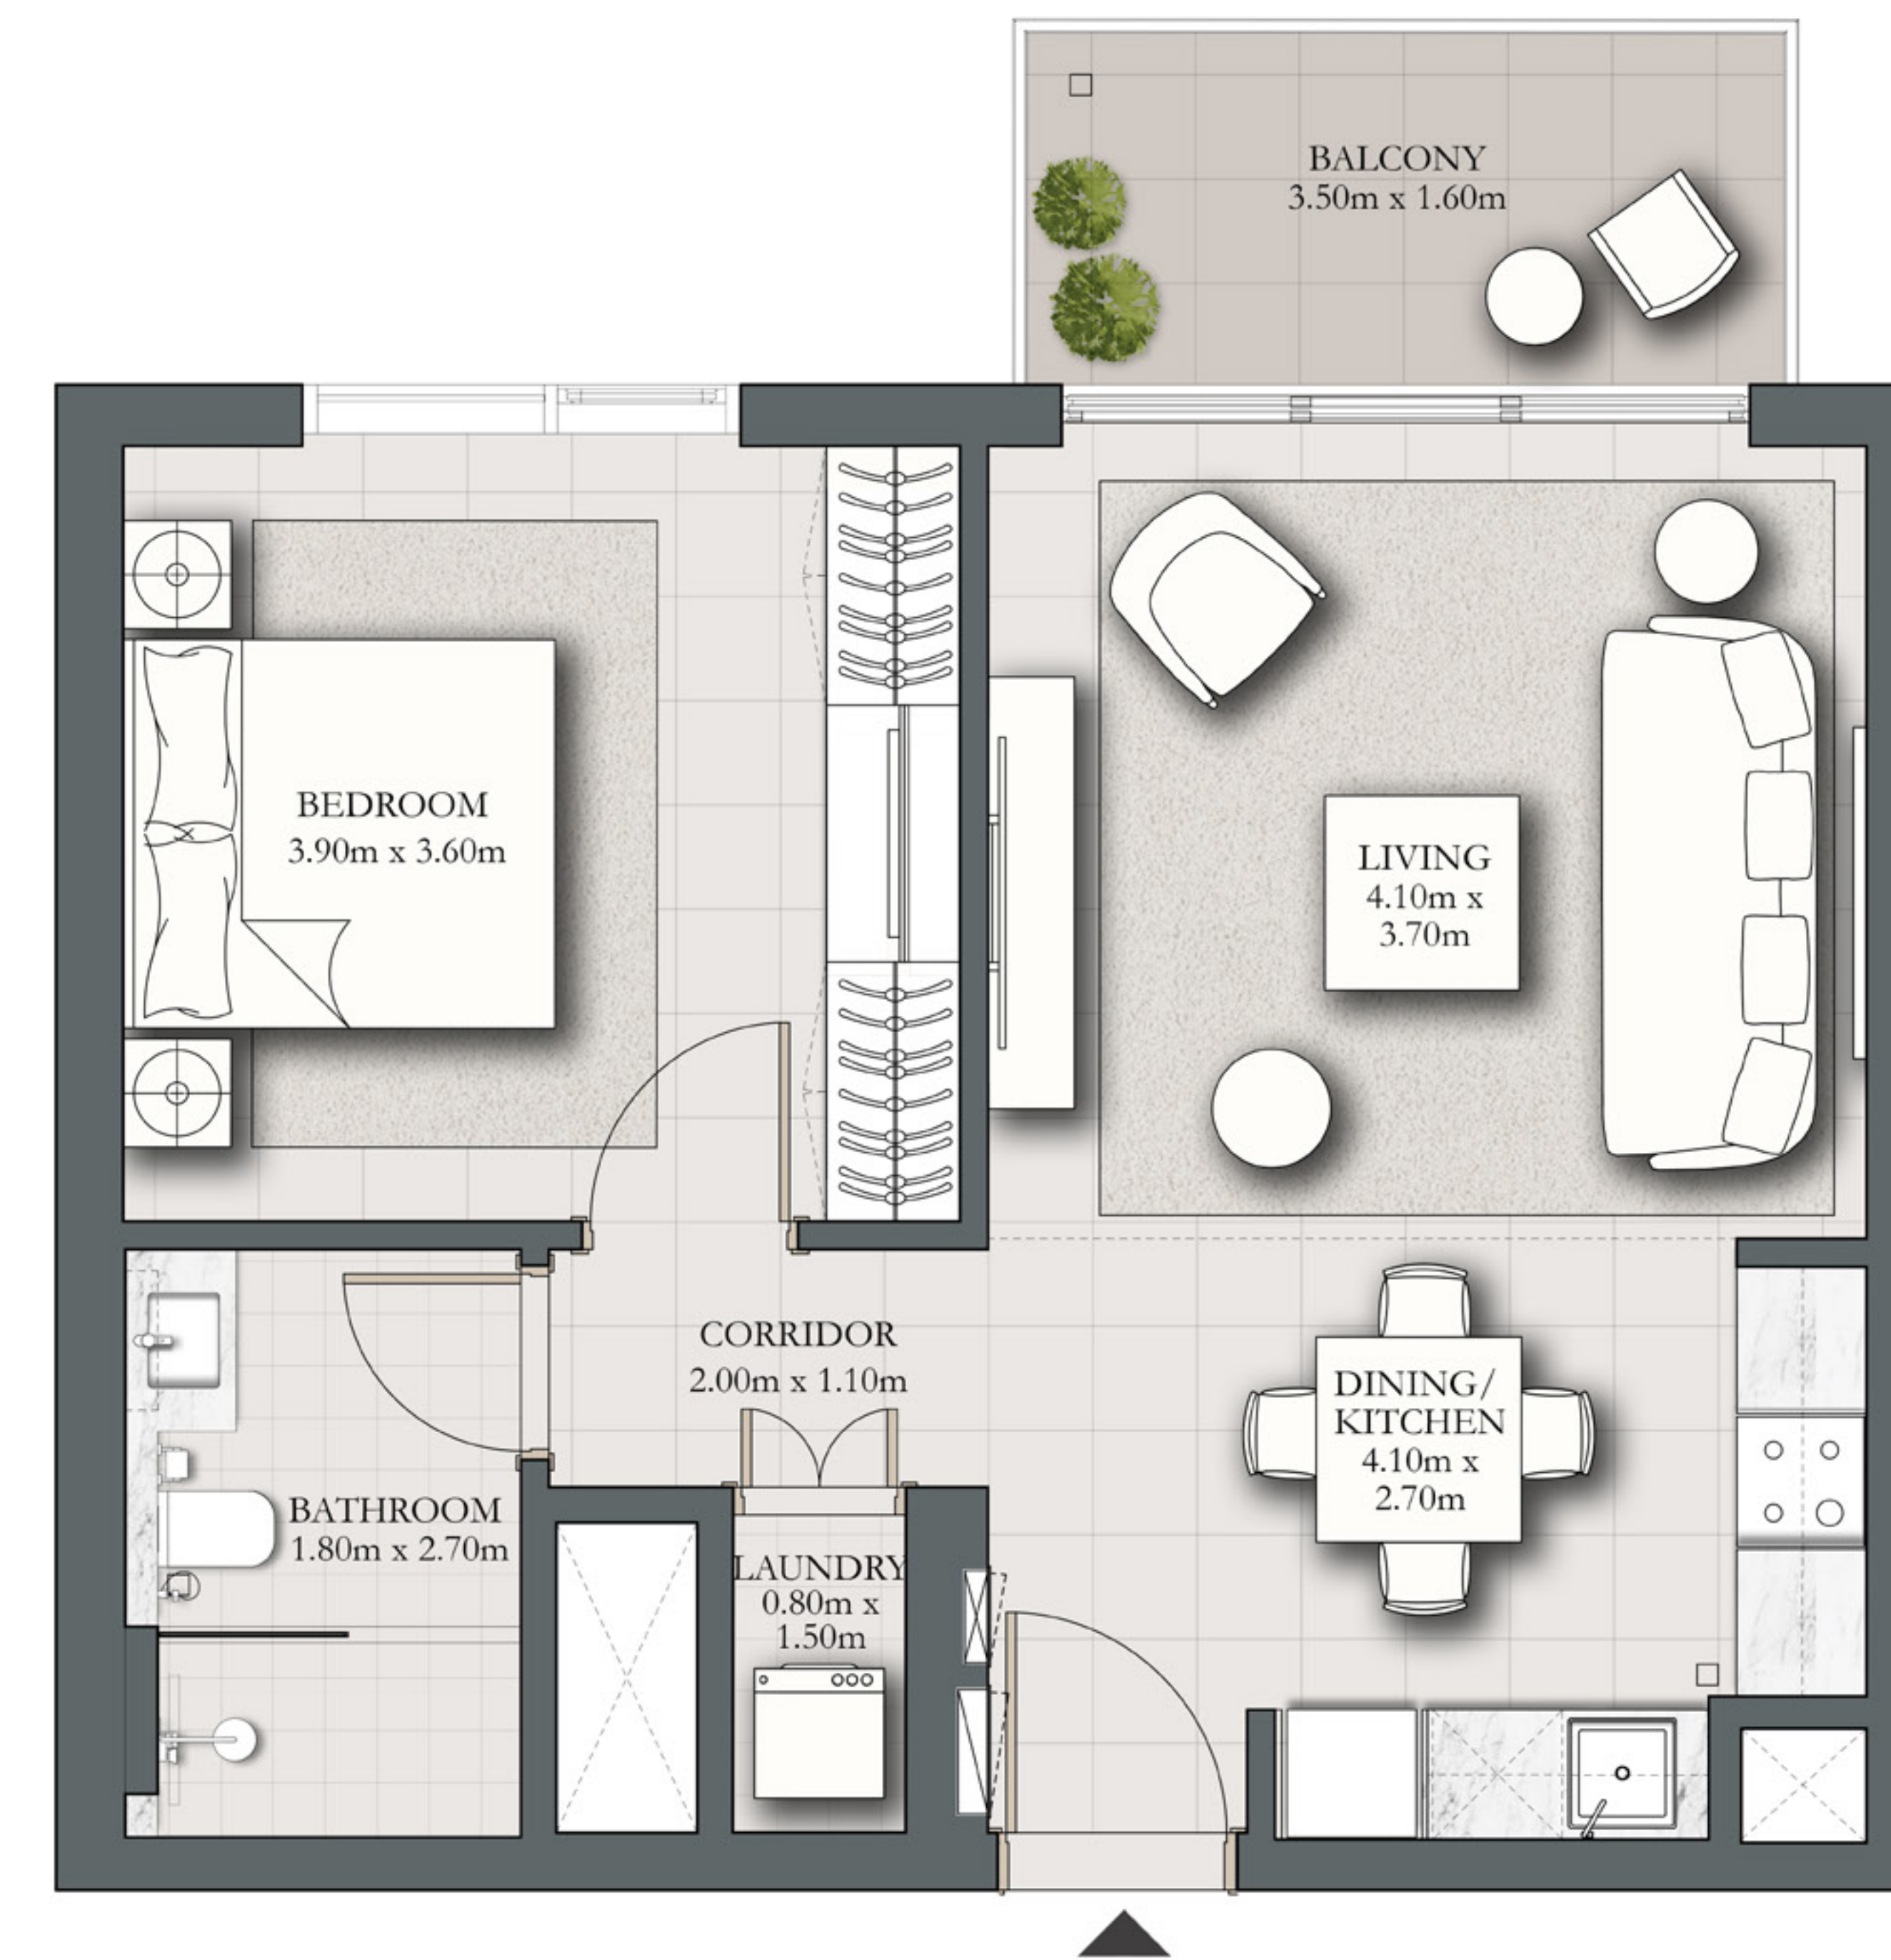 BALCONY
3.50m x 1.60m
BEDROOM
3.90m x 3.60m
LIVING
4.10m x
3.70m
CORRIDOR
2.00m x 1.10m
DINING/
KITCHEN
4.10m x
2.70m
BATHROOM
1.80m x 2.70m
LAUNDRY
0.80m x
1.50m